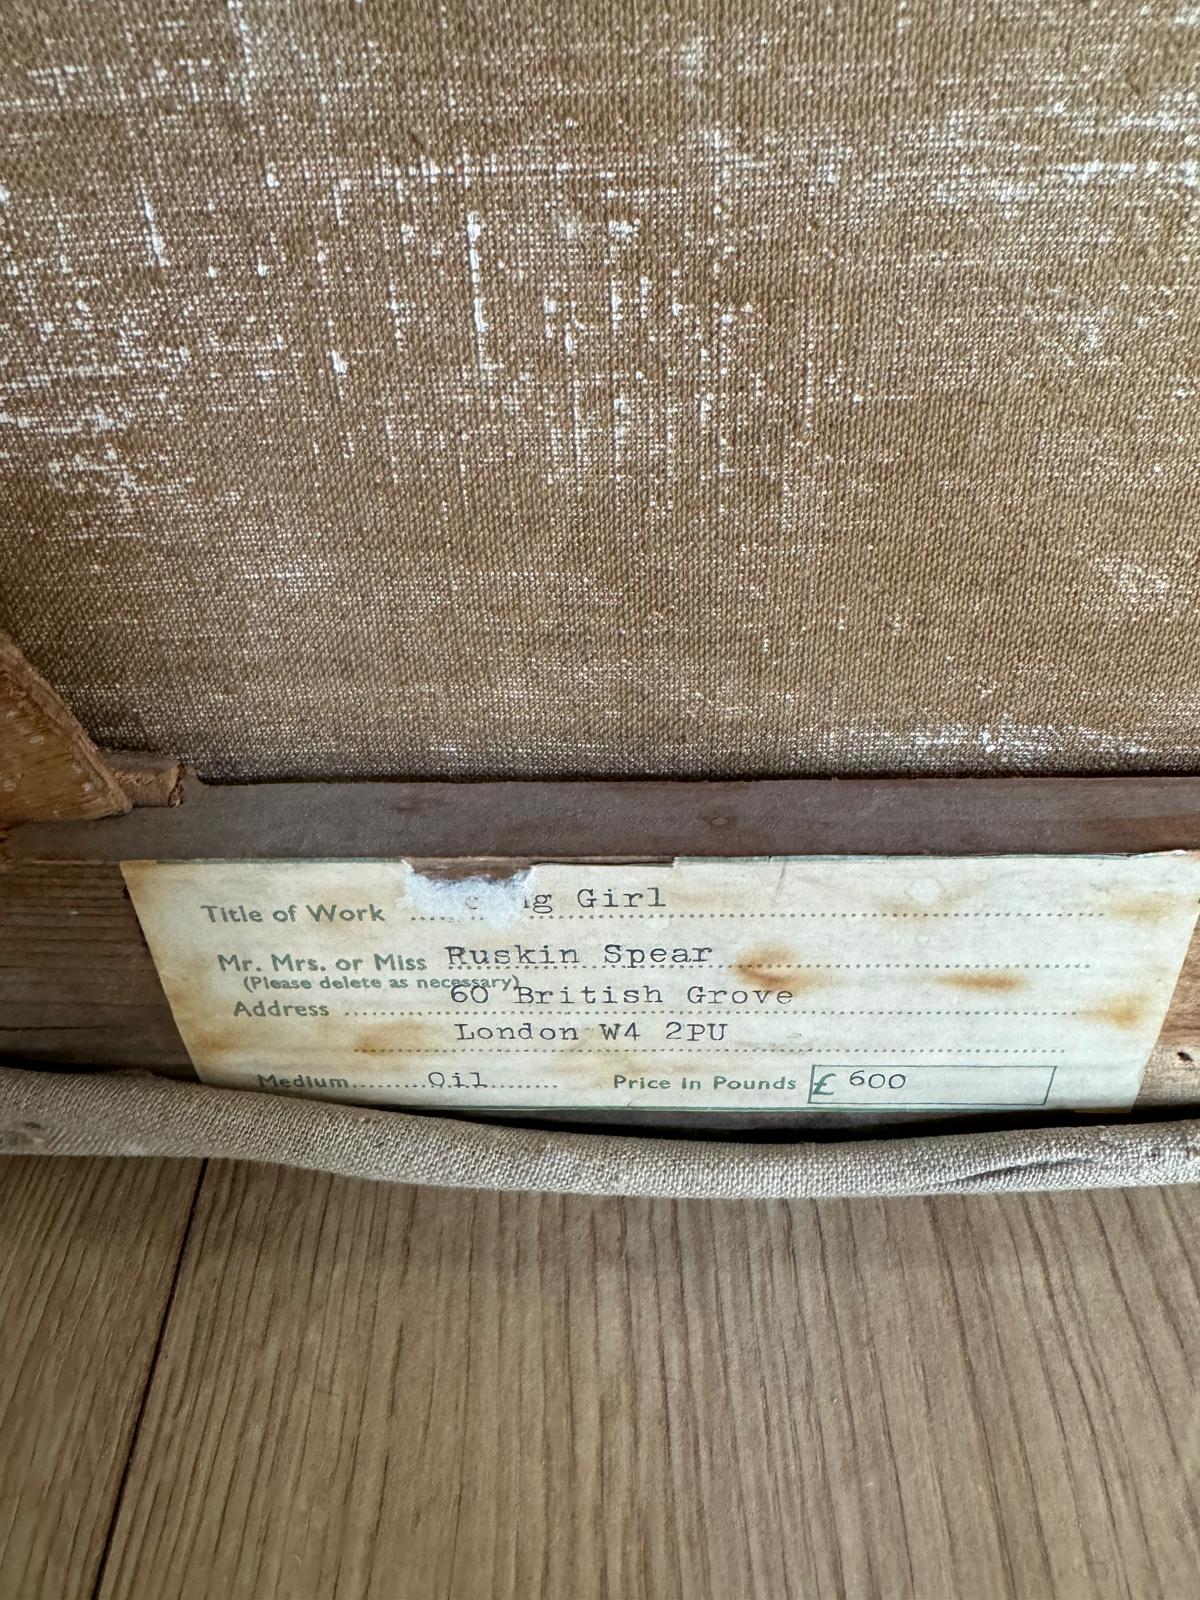 Title of Work Girl
Mr. Mrs. or Miss Ruskin Spear
(Please delete as necessary)
Address 60 British Grove
London W4 2PU
Medium Oil Price in Pounds £ 600